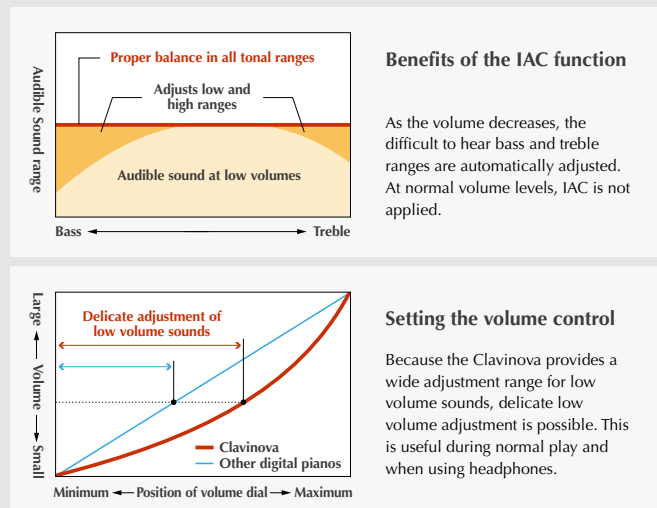 Audible Sound range
Proper balance in all tonal ranges
Adjusts low and
high ranges
Audible sound at low volumes
Bass
Treble
Benefits of the IAC function
As the volume decreases, the
difficult to hear bass and treble
ranges are automatically adjusted.
At normal volume levels, IAC is not
applied.
Large
Volume
Small
Delicate adjustment of
low volume sounds
Clavinova
Other digital pianos
Minimum
Position of volume dial
Maximum
Setting the volume control
Because the Clavinova provides a
wide adjustment range for low
volume sounds, delicate low
volume adjustment is possible. This
is useful during normal play and
when using headphones.